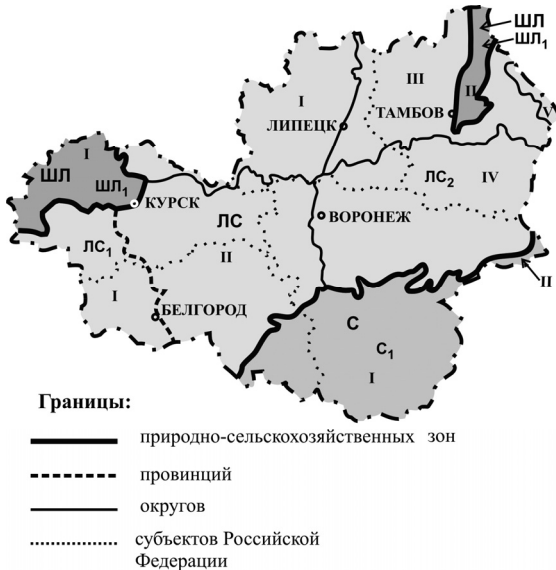 ШЛ
ШЛ₁
III
I
II
ТАМБОВ
V
ЛИПЕЦК
I
ШЛ
ШЛ₁
ЛС₂
IV
КУРСК
ЛС
ВОРОНЕЖ
ЛС₁
II
II
I
БЕЛГОРОД
С
С₁
I
Границы:
природно-сельскохозяйственных зон
провинций
округов
субъектов Российской
Федерации